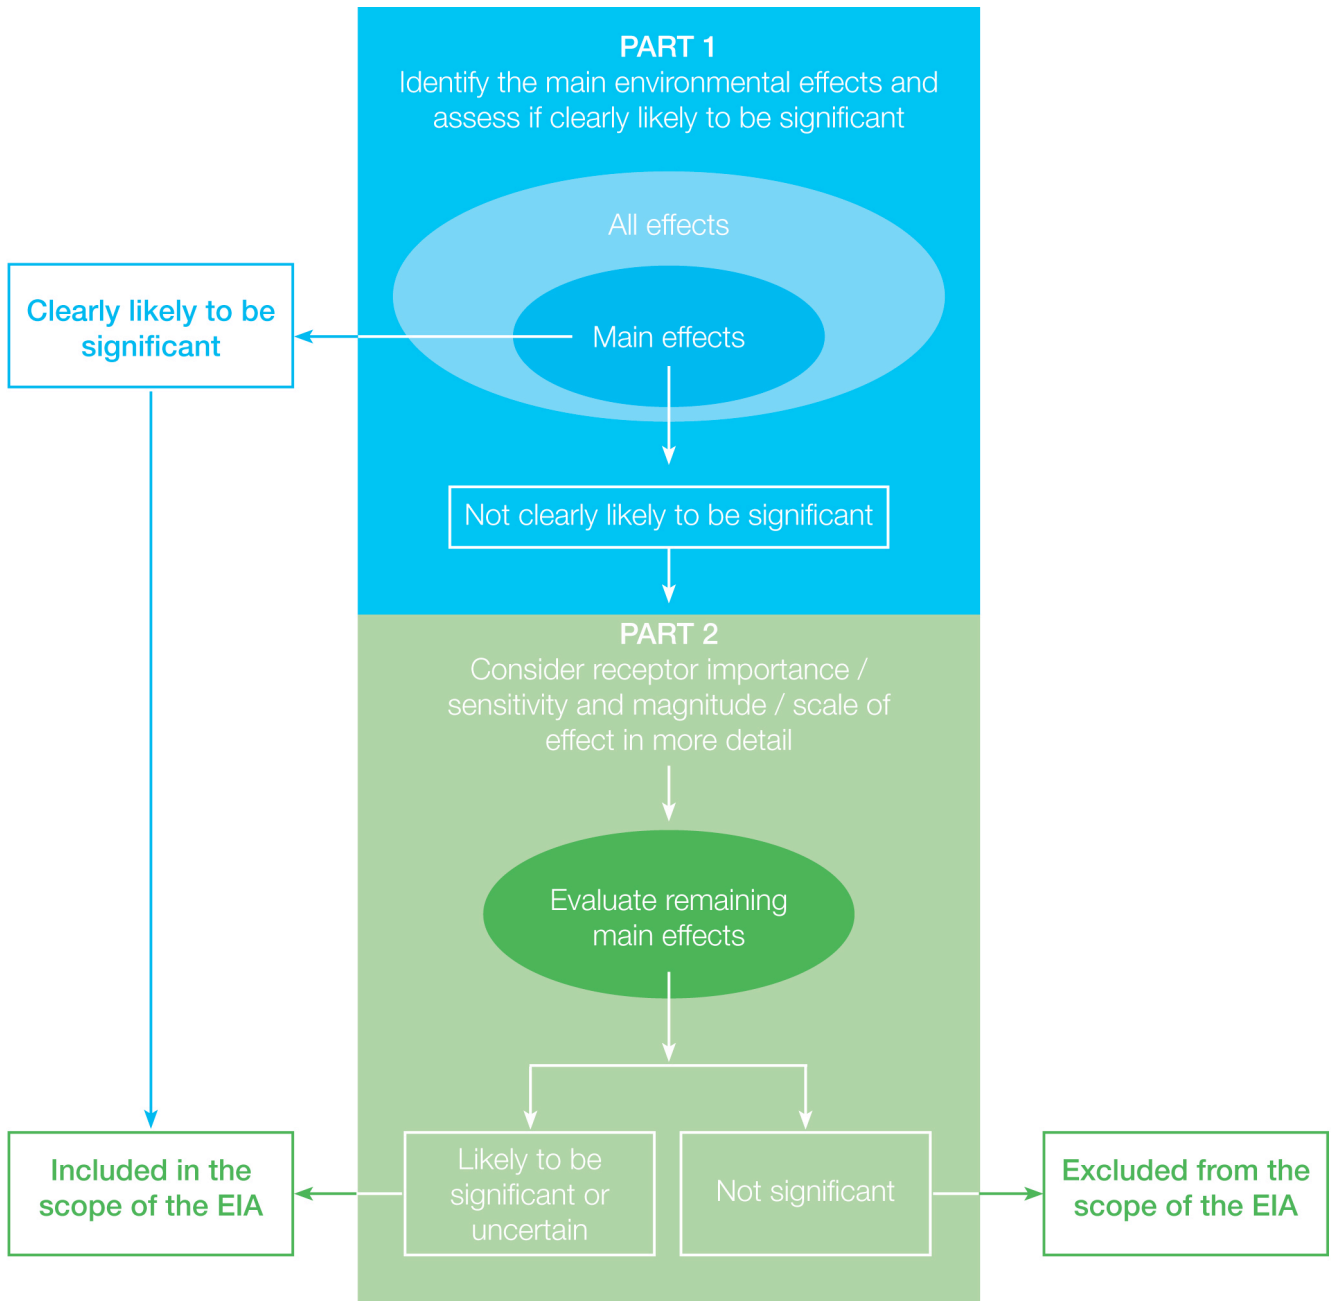 PART 1
Identify the main environmental effects and
assess if clearly likely to be significant
All effects
Clearly likely to be
significant
Main effects
Not clearly likely to be significant
PART 2
Consider receptor importance /
sensitivity and magnitude / scale of
effect in more detail
Evaluate remaining
main effects
Included in the
scope of the EIA
Likely to be
significant or
uncertain
Not significant
Excluded from the
scope of the EIA